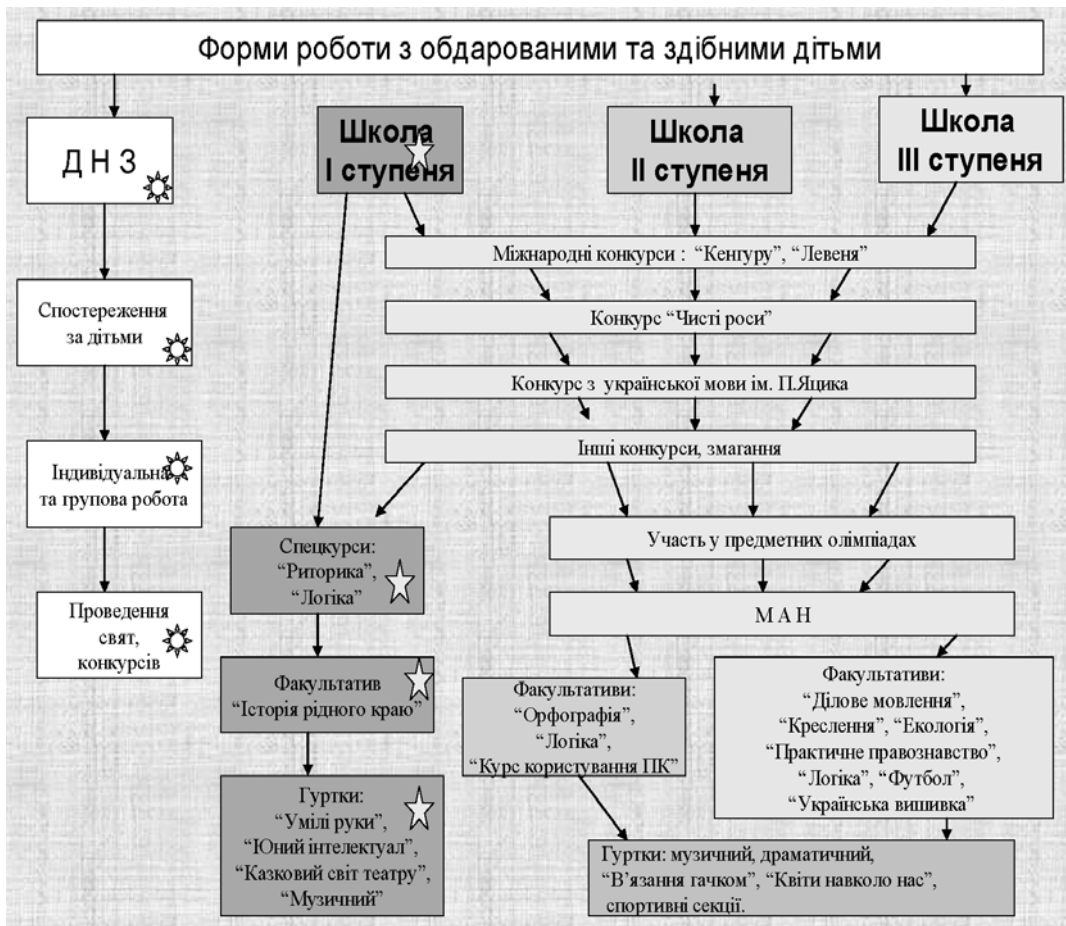 Форми роботи з обдарованими та здібними дітьми
Д Н З
Школа
І ступеня
Школа
ІІ ступеня
Школа
ІІІ ступеня
Міжнародні конкурси : “Кенгуру”, “Левеня”
Конкурс “Чисті роси”
Конкурс з української мови ім. П.Яцика
Інші конкурси, змагання
Спостереження
за дітьми
Індивідуальна
та групова робота
Проведення
свят,
конкурсів
Спецкурси:
“Риторика”,
“Логіка”
Факультатив
“Історія рідного краю”
Гуртки:
“Умілі руки”,
“Юний інтелектуал”,
“Казковий світ театру”,
“Музичний”
Участь у предметних олімпіадах
М А Н
Факультативи:
“Орфографія”,
“Логіка”,
“Курс користування ПК”
Факультативи:
“Ділове мовлення”,
“Креслення”, “Екологія”,
“Практичне правознавство”,
“Логіка”, “Футбол”,
“Українська вишивка”
Гуртки: музичний, драматичний,
“В’язання гачком”, “Квіти навколо нас”,
спортивні секції.